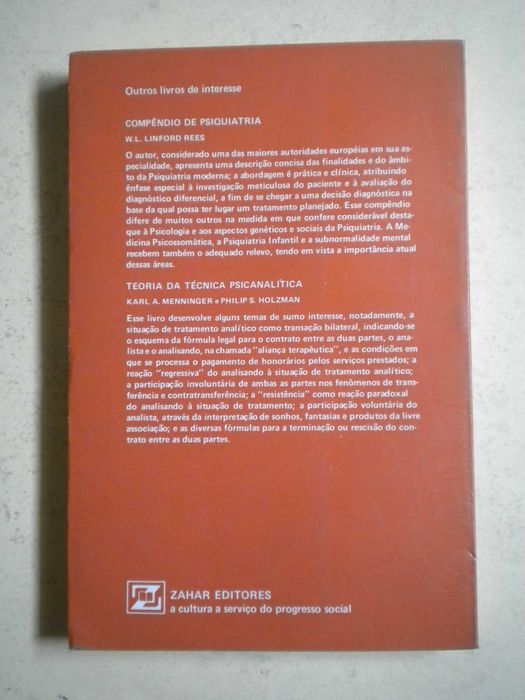 Outros livros de interesse
COMPÊNDIO DE PSIQUIATRIA
W.L. LINFORD REES
O autor, considerado uma das maiores autoridades européias em sua es-
pecialidade, apresenta uma descrição concisa das finalidades e do âmbi-
to da Psiquiatria moderna; a abordagem é prática e clínica, atribuindo
ênfase especial à investigação meticulosa do paciente e à avaliação do
diagnóstico diferencial, a fim de se chegar a uma decisão diagnóstica na
base da qual possa ter lugar um tratamento planejado. Esse compêndio
difere de muitos outros na medida em que confere considerável desta-
que à Psicologia e aos aspectos genéticos e sociais da Psiquiatria. A Me-
dicina Psicossomática, a Psiquiatria Infantil e a subnormalidade mental
recebem também o adequado relevo, tendo em vista a importância atual
dessas áreas.
TEORIA DA TÉCNICA PSICANALÍTICA
KARL A. MENNINGER e PHILIP S. HOLZMAN
Esse livro desenvolve alguns temas de sumo interesse, notadamente, a
situação de tratamento analítico como transação bilateral, indicando-se
o esquema da fórmula legal para o contrato entre as duas partes, o ana-
lista e o analisando, na chamada "aliança terapêutica", e as condições em
que se processa o pagamento de honorários pelos serviços prestados; a
reação "regressiva" do analisando à situação de tratamento analítico;
a participação involuntária de ambas as partes nos fenômenos de trans-
ferência e contratransferência; a "resistência" como reação paradoxal
do analisando à situação de tratamento; a participação voluntária do
analista, através da interpretação de sonhos, fantasias e produtos da livre
associação; e as diversas fórmulas para a terminação ou rescisão do con-
trato entre as duas partes.
ZAHAR EDITORES
a cultura a serviço do progresso social